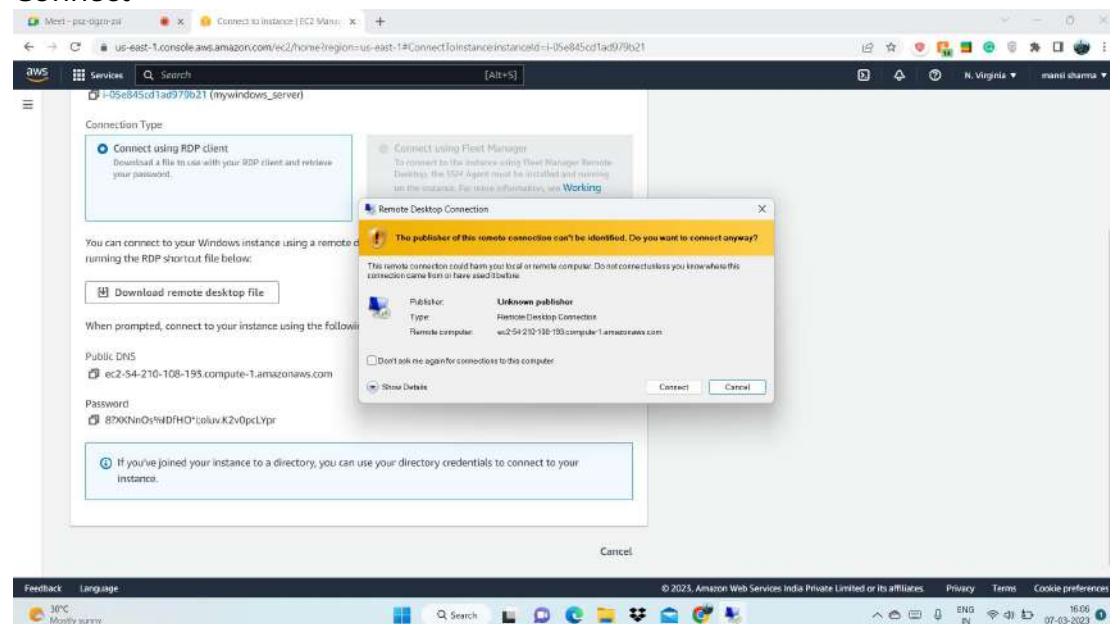 Connect
Connect to instance | EC2 Mana
us-east-1.console.aws.amazon.com/ec2/home?region=us-east-1#ConnectToInstance:instanceId=i-05e845cd1ad979b21
aws
Services
Search
[Alt+S]
N. Virginia
mansi sharma
i-05e845cd1ad979b21 (mywindows_server)
Connection Type
Connect using RDP client
Download a file to use with your RDP client and retrieve
your password.
Connect using Fleet Manager
To connect to the instance using Fleet Manager Remote
Desktop, the SSM Agent must be installed and running
on the instance. For more information, see Working
You can connect to your Windows instance using a remote d
running the RDP shortcut file below:
Download remote desktop file
When prompted, connect to your instance using the followi
Public DNS
ec2-54-210-108-193.compute-1.amazonaws.com
Password
If you've joined your instance to a directory, you can use your directory credentials to connect to your
instance.
Cancel
Remote Desktop Connection
The publisher of this remote connection can't be identified. Do you want to connect anyway?
This remote connection could harm your local or remote computer. Do not connect unless you know where this
connection came from or have used it before.
Publisher: Unknown publisher
Type: Remote Desktop Connection
Remote computer: ec2-54-210-108-193.compute-1.amazonaws.com
Don't ask me again for connections to this computer
Show Details
Connect
Cancel
Feedback
Language
© 2023, Amazon Web Services India Private Limited or its affiliates.
Privacy
Terms
Cookie preferences
30°C
Mostly sunny
Search
ENG
IN
16:06
07-03-2023